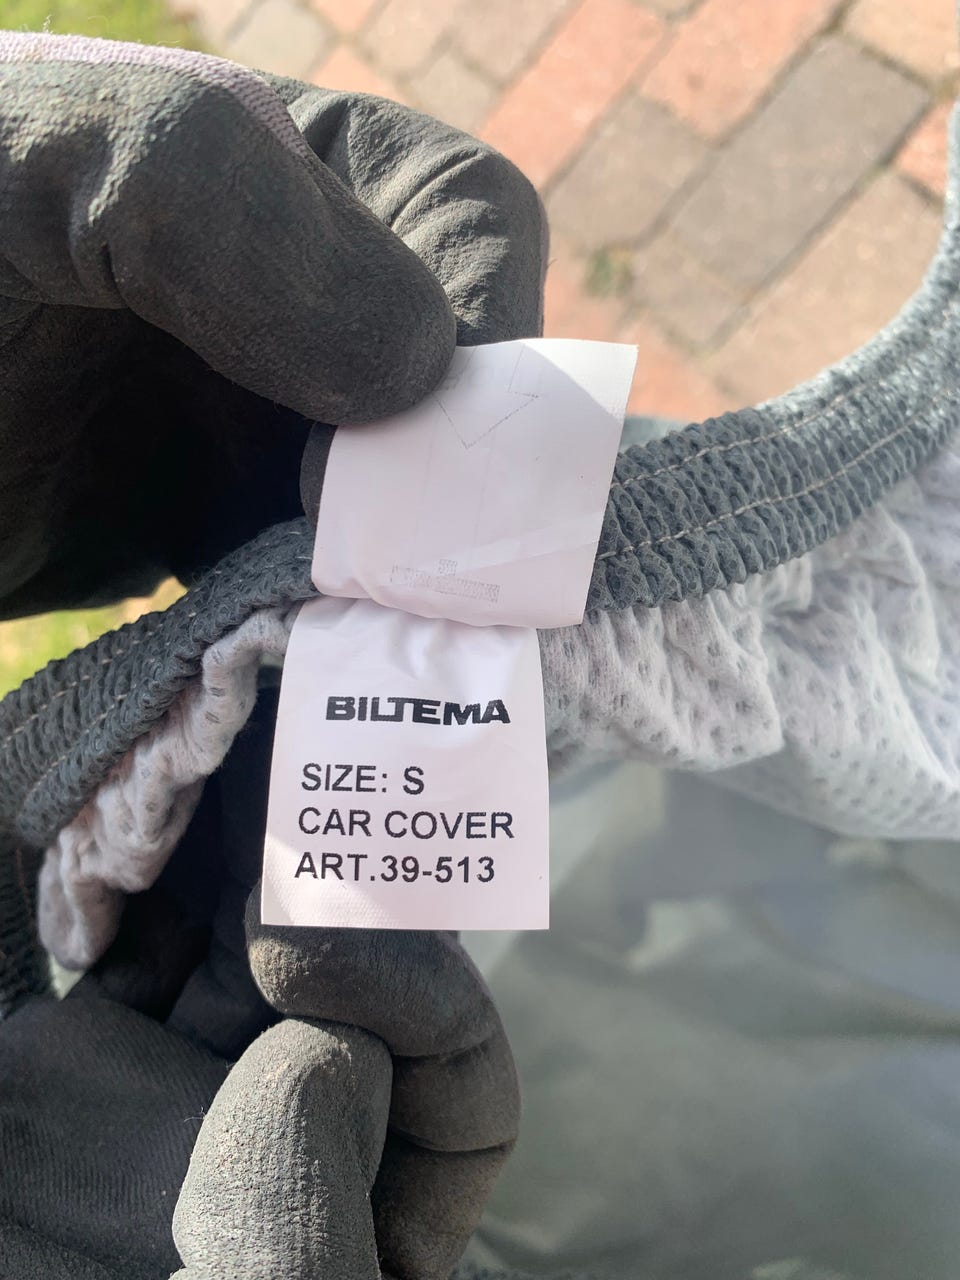 BILTEMA
SIZE: S
CAR COVER
ART.39-513